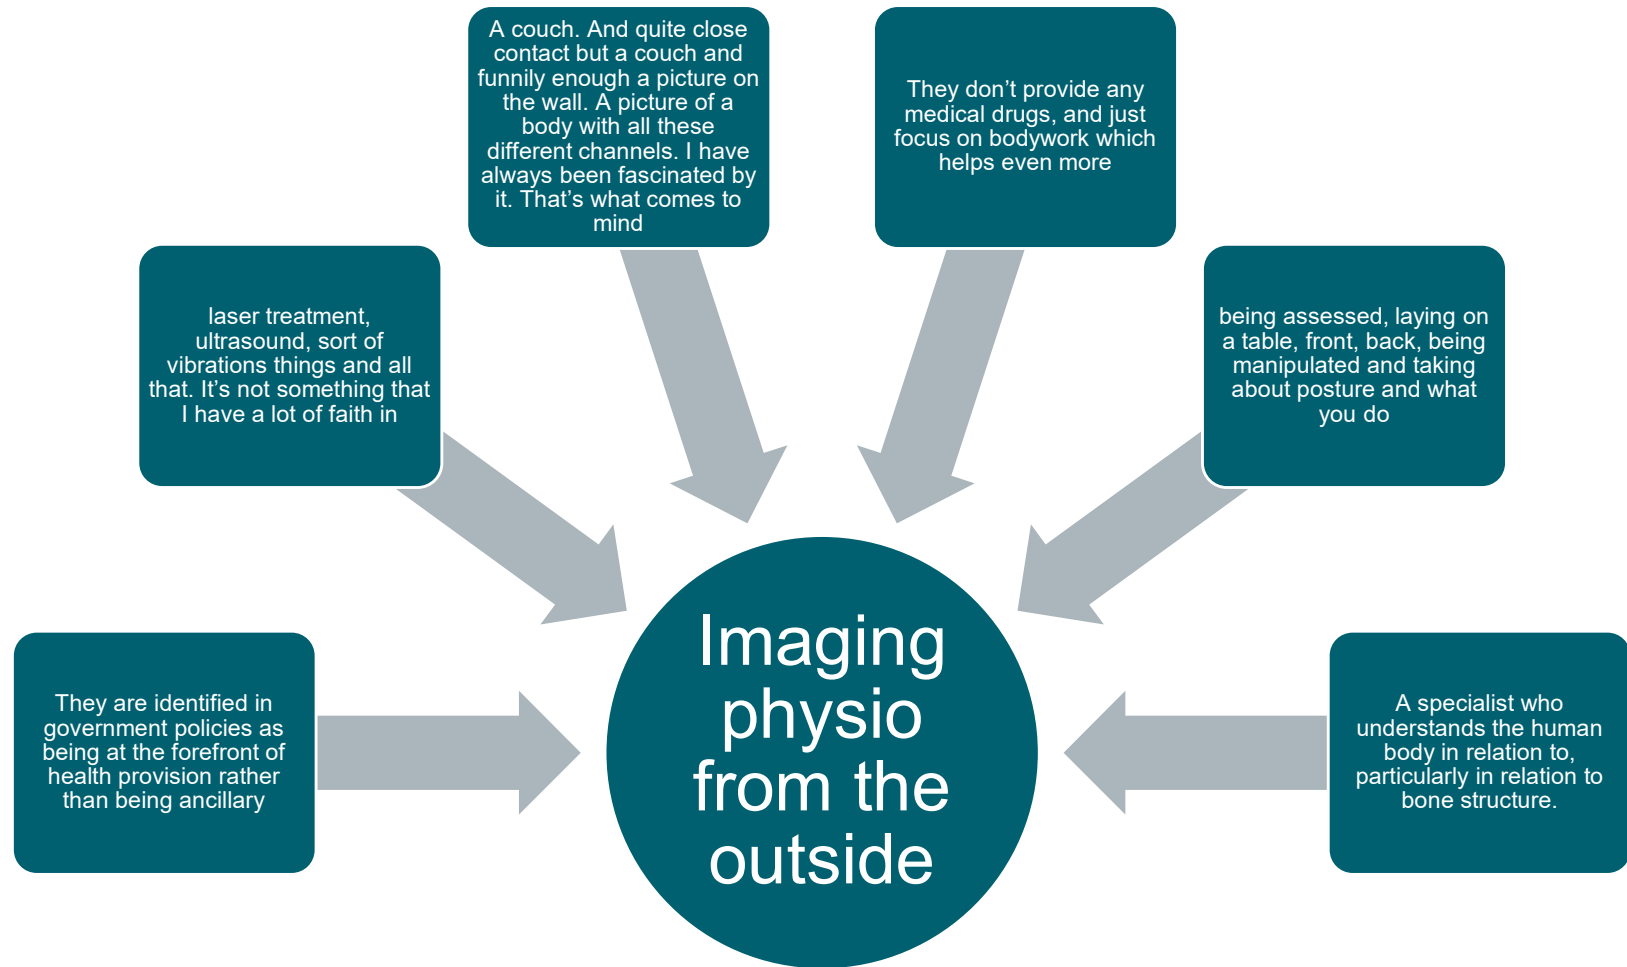 A couch. And quite close
contact but a couch and
funnily enough a picture on
the wall. A picture of a
body with all these
different channels. I have
always been fascinated by
it. That’s what comes to
mind
They don’t provide any
medical drugs, and just
focus on bodywork which
helps even more
laser treatment,
ultrasound, sort of
vibrations things and all
that. It’s not something that
I have a lot of faith in
being assessed, laying on
a table, front, back, being
manipulated and taking
about posture and what
you do
They are identified in
government policies as
being at the forefront of
health provision rather
than being ancillary
Imaging
physio
from the
outside
A specialist who
understands the human
body in relation to,
particularly in relation to
bone structure.